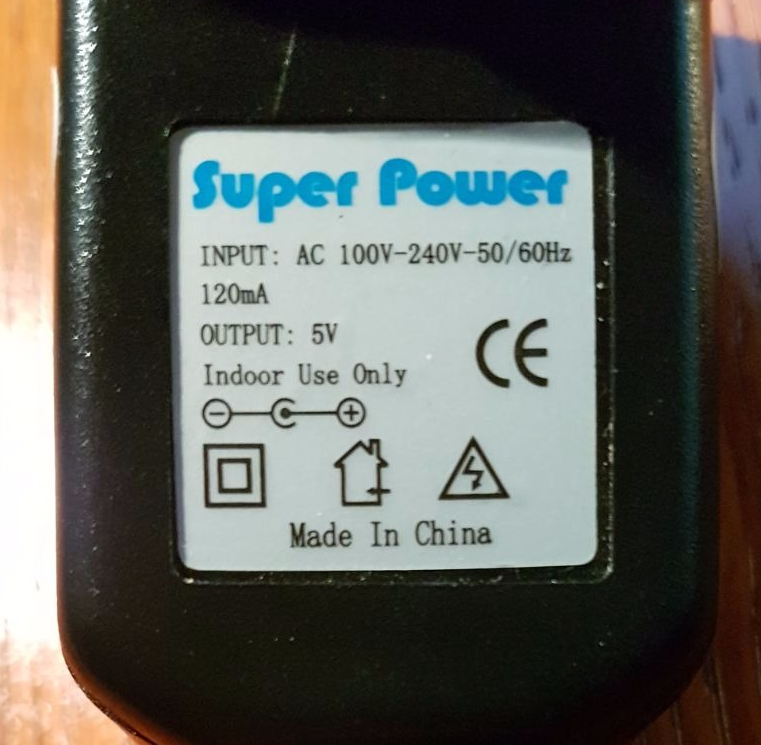 Super Power
INPUT: AC 100V-240V-50/60Hz
120mA
OUTPUT: 5V
Indoor Use Only
CE
Made In China